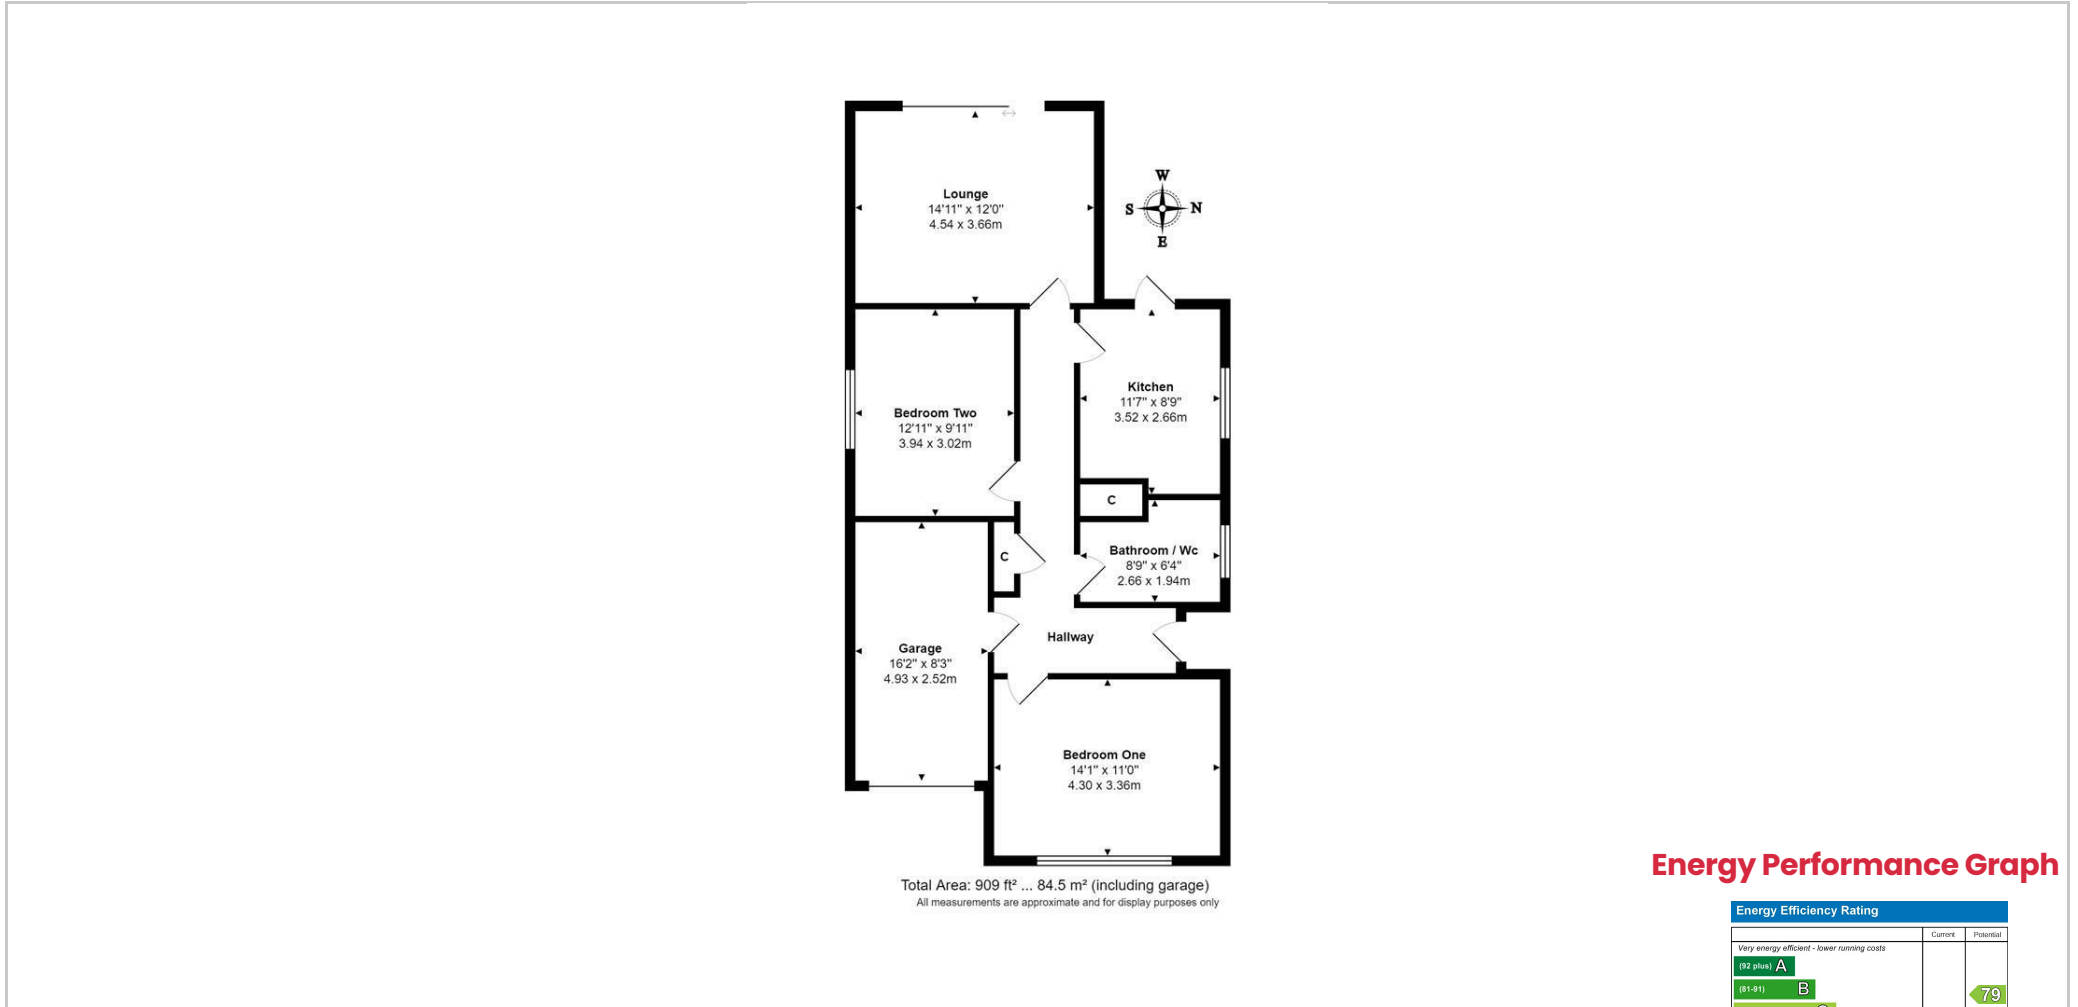 Lounge
14'11" x 12'0"
4.54 x 3.66m
W
S N
E
Kitchen
11'7" x 8'9"
3.52 x 2.66m
Bedroom Two
12'11" x 9'11"
3.94 x 3.02m
C
C
Bathroom / Wc
8'9" x 6'4"
2.66 x 1.94m
Hallway
Garage
16'2" x 8'3"
4.93 x 2.52m
Bedroom One
14'1" x 11'0"
4.30 x 3.36m
Total Area: 909 ft² ... 84.5 m² (including garage)
All measurements are approximate and for display purposes only
Energy Performance Graph
Energy Efficiency Rating
Current Potential
Very energy efficient - lower running costs
(92 plus) A
(81-91) B
79